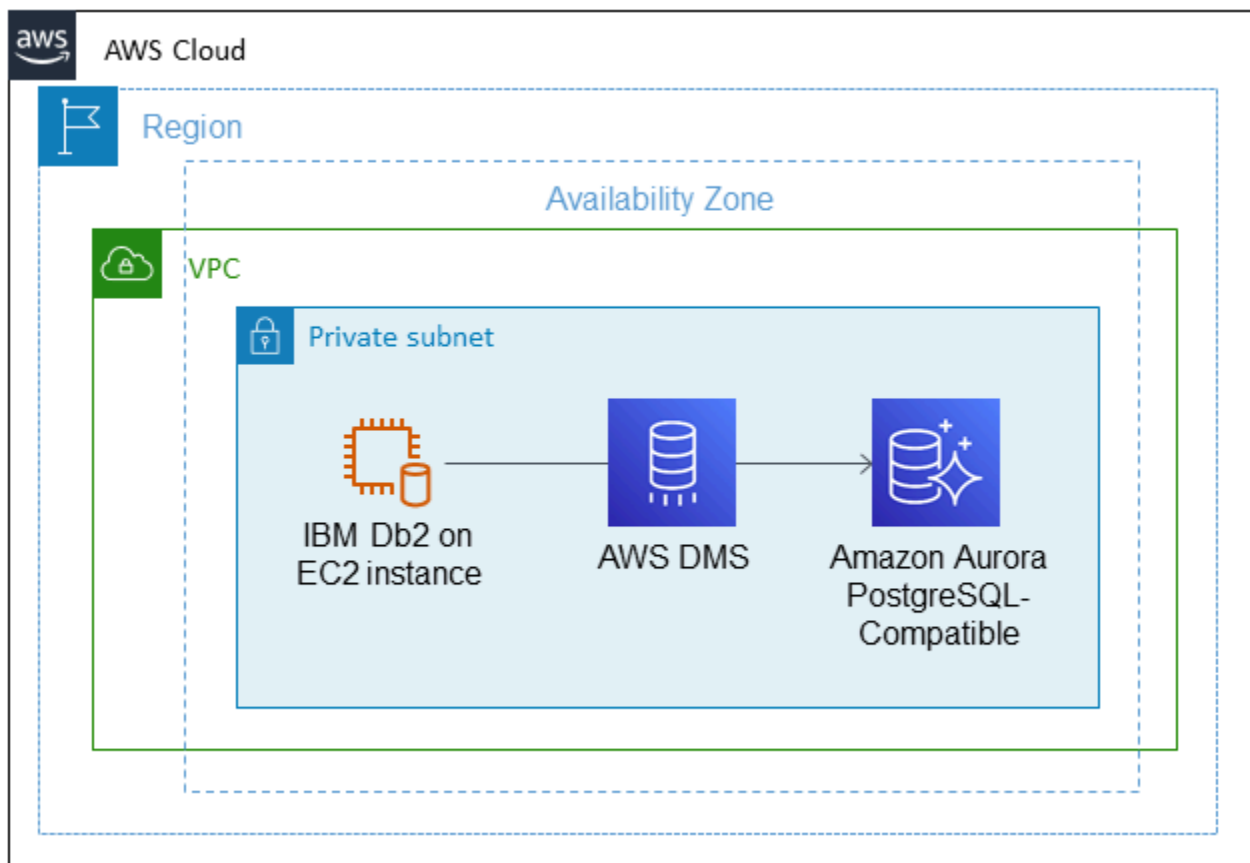 aws
AWS Cloud
Region
Availability Zone
VPC
Private subnet
IBM Db2 on
EC2 instance
AWS DMS
Amazon Aurora
PostgreSQL-
Compatible